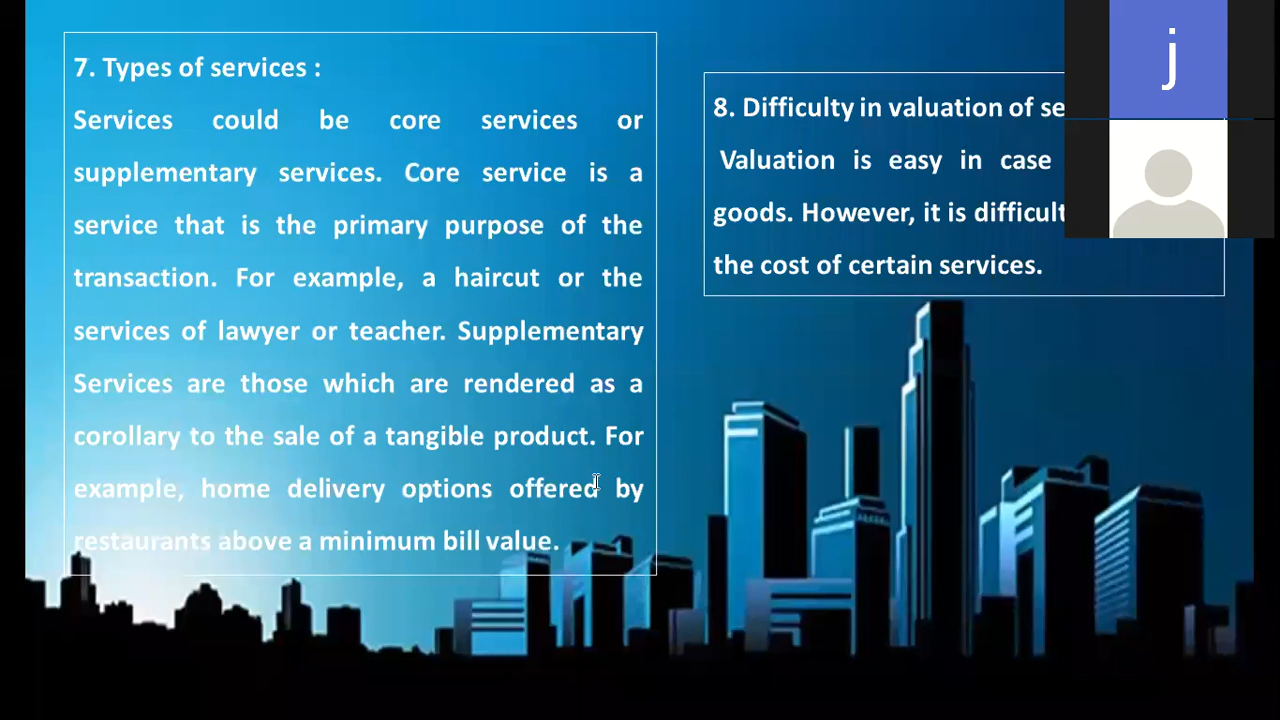 7. Types of services :
Services could be core services or
supplementary services. Core service is a
service that is the primary purpose of the
transaction. For example, a haircut or the
services of lawyer or teacher. Supplementary
Services are those which are rendered as a
corollary to the sale of a tangible product. For
example, home delivery options offered by
restaurants above a minimum bill value.
8. Difficulty in valuation of
Valuation is easy in case
goods. However, it is difficult
the cost of certain services.
j